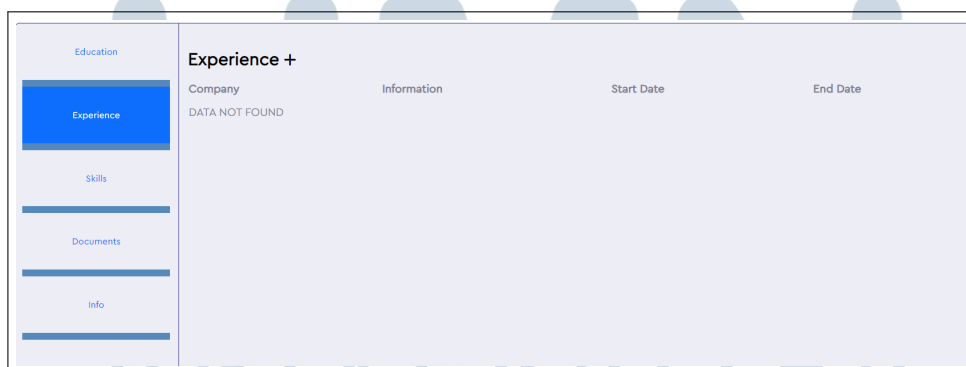 Education
Experience
Skills
Documents
Info
Experience +
Company Information Start Date End Date
DATA NOT FOUND